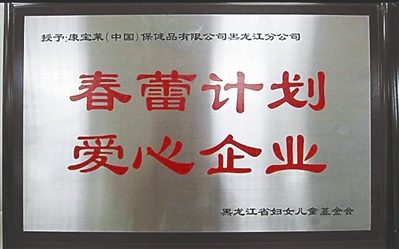 授予:康宝莱(中国)保健品有限公司黑龙江分公司
春蕾计划
爱心企业
黑龙江省妇女儿童基金会